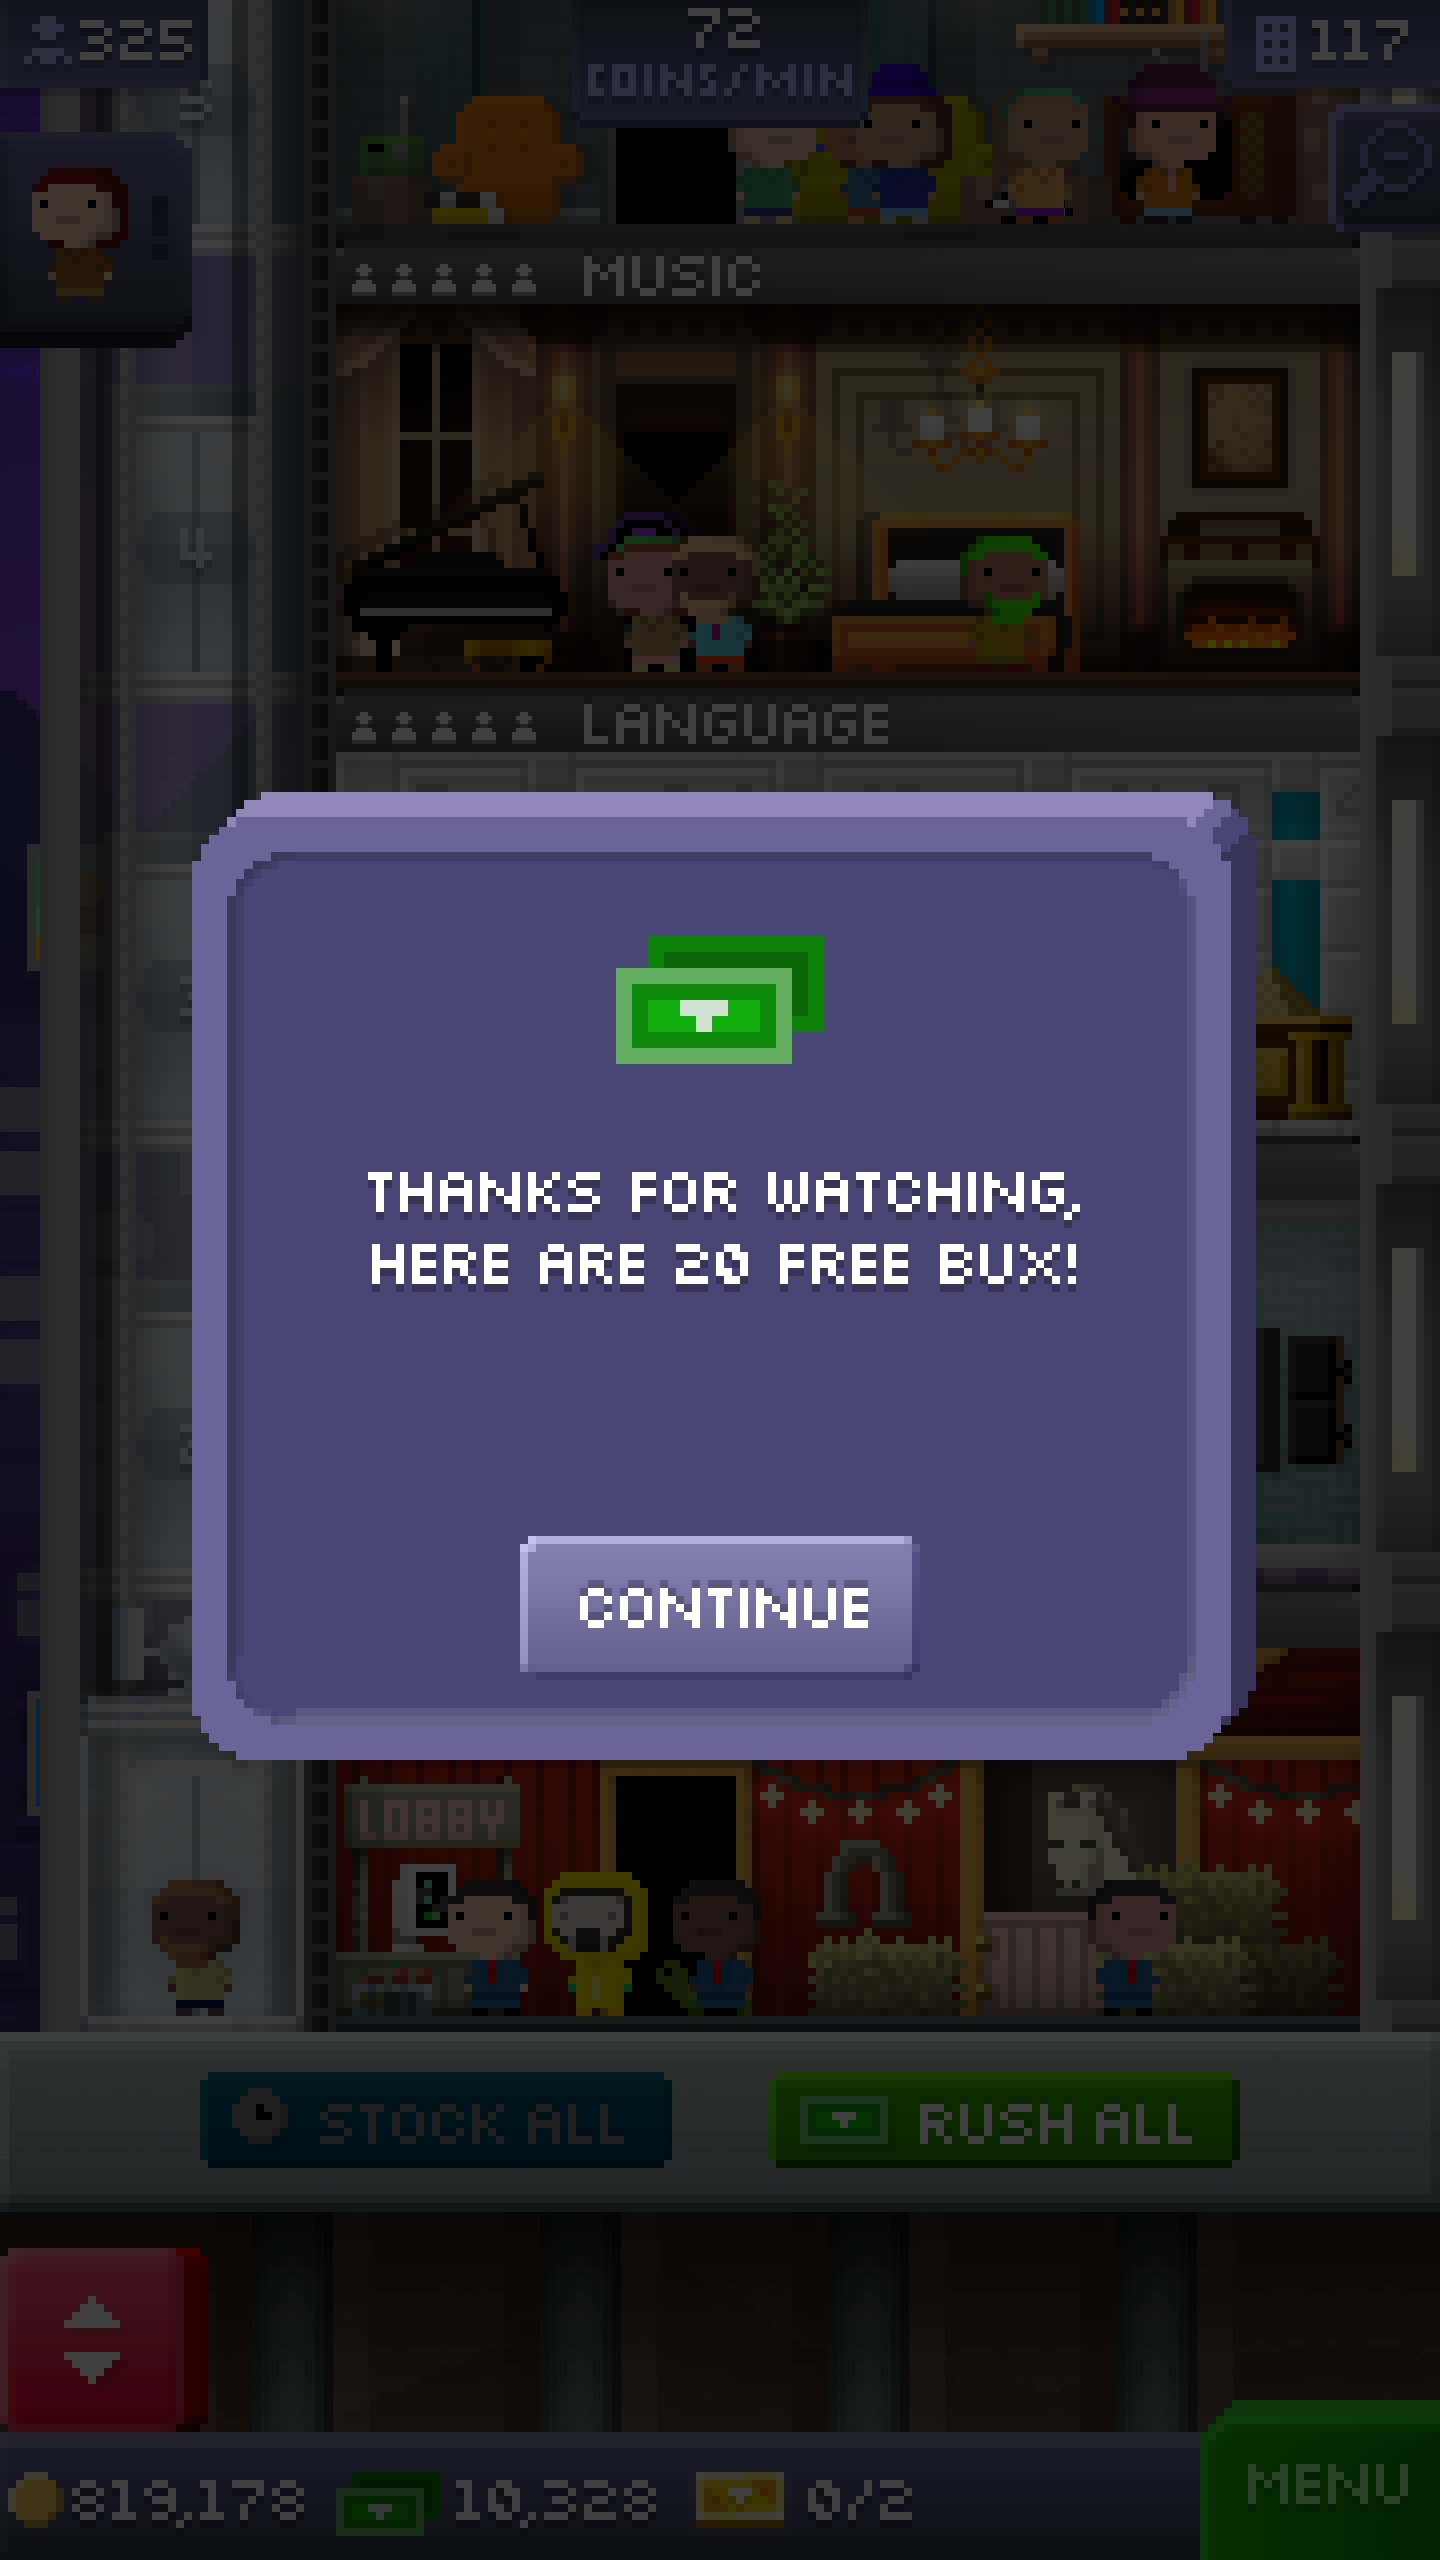 325
72
COINS/MIN
117
5
MUSIC
4
LANGUAGE
THANKS FOR WATCHING,
HERE ARE 20 FREE BUX!
CONTINUE
LOBBY
STOCK ALL
RUSH ALL
819,178
10,328
0/2
MENU